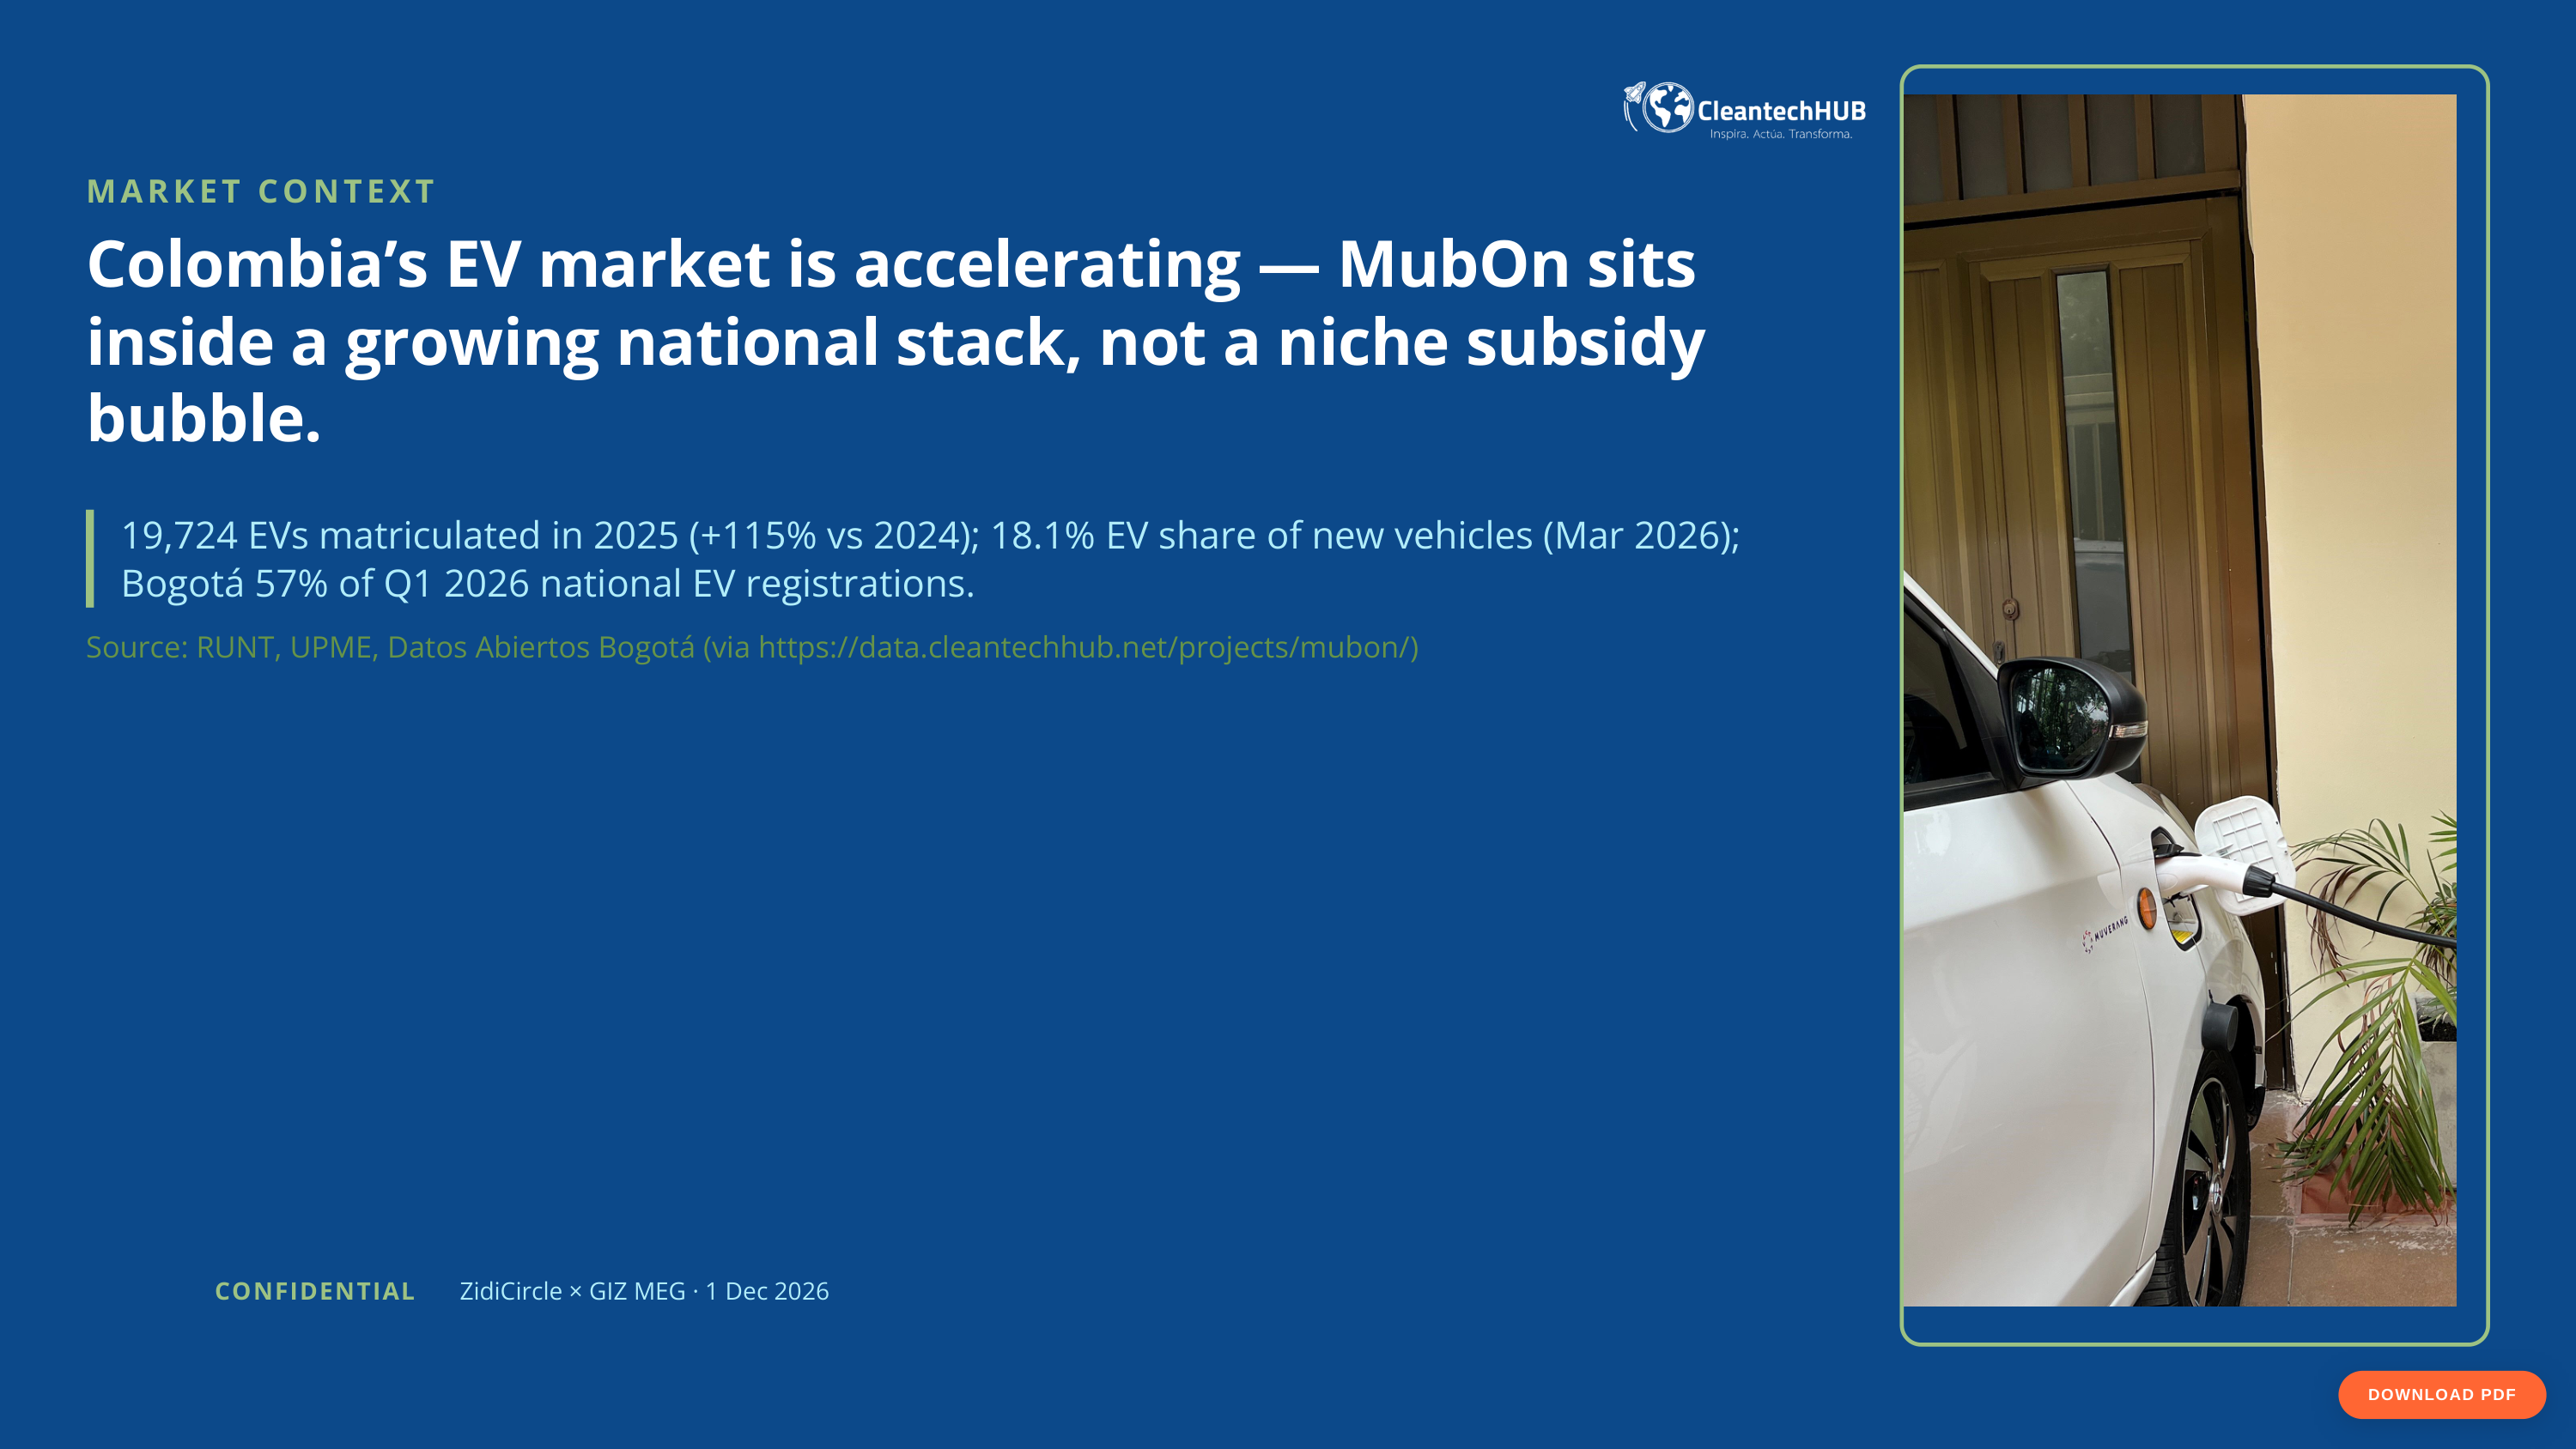 CleantechHUB
Inspira. Actúa. Transforma.
MARKET CONTEXT
Colombia’s EV market is accelerating — MubOn sits
inside a growing national stack, not a niche subsidy
bubble.
19,724 EVs matriculated in 2025 (+115% vs 2024); 18.1% EV share of new vehicles (Mar 2026);
Bogotá 57% of Q1 2026 national EV registrations.
Source: RUNT, UPME, Datos Abiertos Bogotá (via https://data.cleantechhub.net/projects/mubon/)
MUVERANG
CONFIDENTIAL ZidiCircle × GIZ MEG · 1 Dec 2026
DOWNLOAD PDF